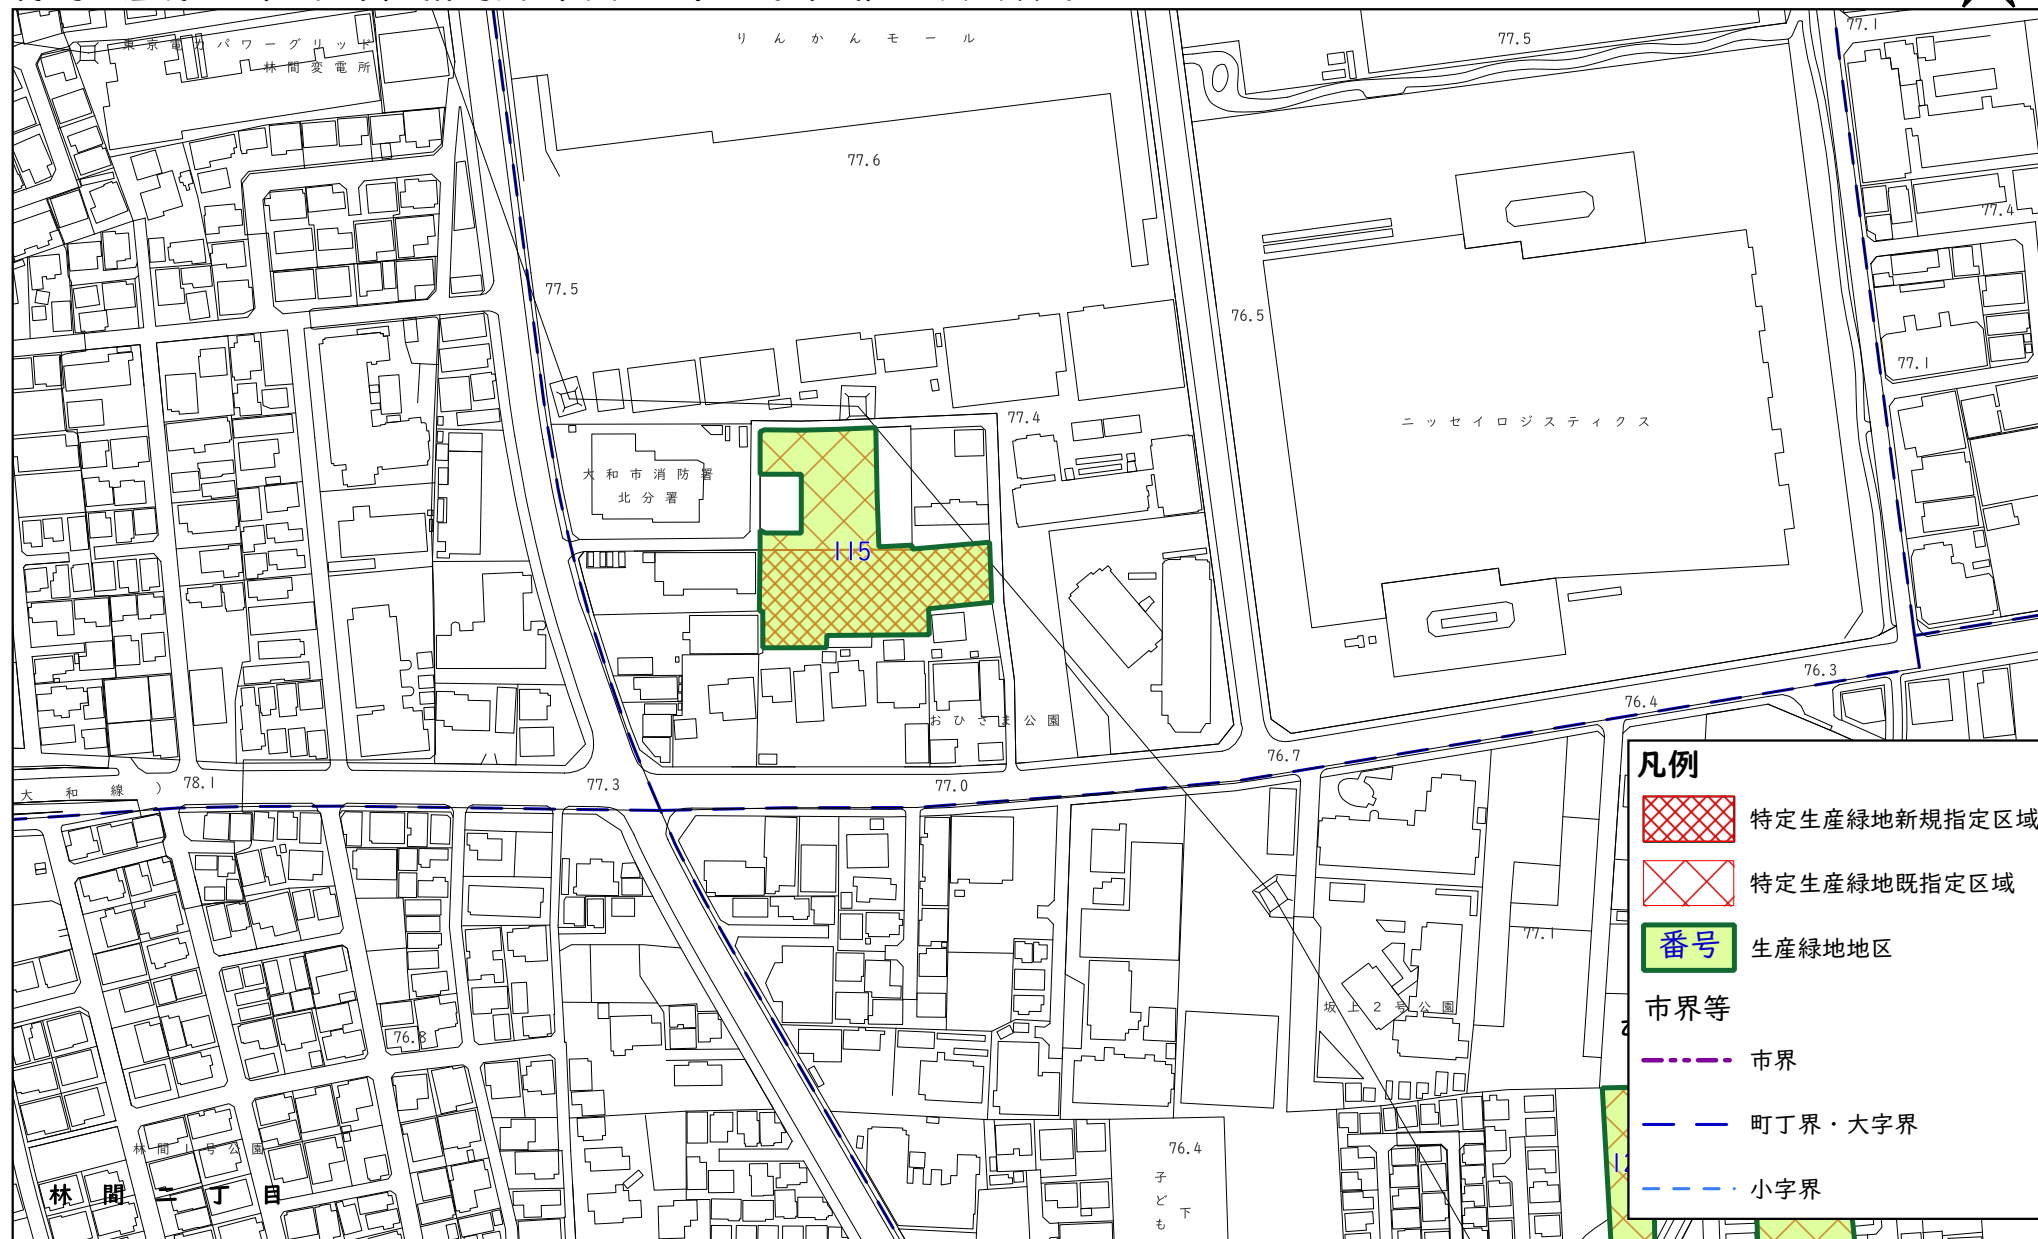 東京電力パワーグリッド
林間変電所
りんかんモール
77.5
77.1
77.6
77.4
77.5
76.5
77.1
77.4
ニッセイロジスティクス
大和市消防署
北分署
115
おひさま公園
76.3
76.4
76.7
78.1
77.3
77.0
大和線）
77.1
坂上2号公園
76.8
林間1号公園
林間二丁目
76.4
子ども
下
凡例
特定生産緑地新規指定区域
特定生産緑地既指定区域
番号 生産緑地地区
市界等
市界
町丁界・大字界
小字界